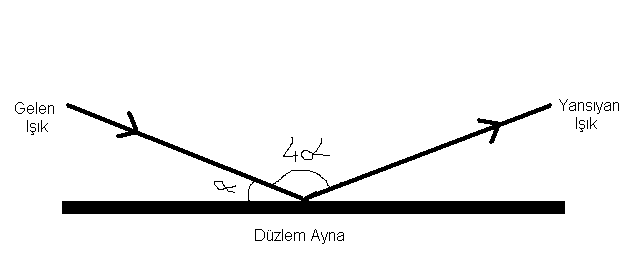 Gelen
Işık
Yansıyan
Işık
4α
α
Düzlem Ayna